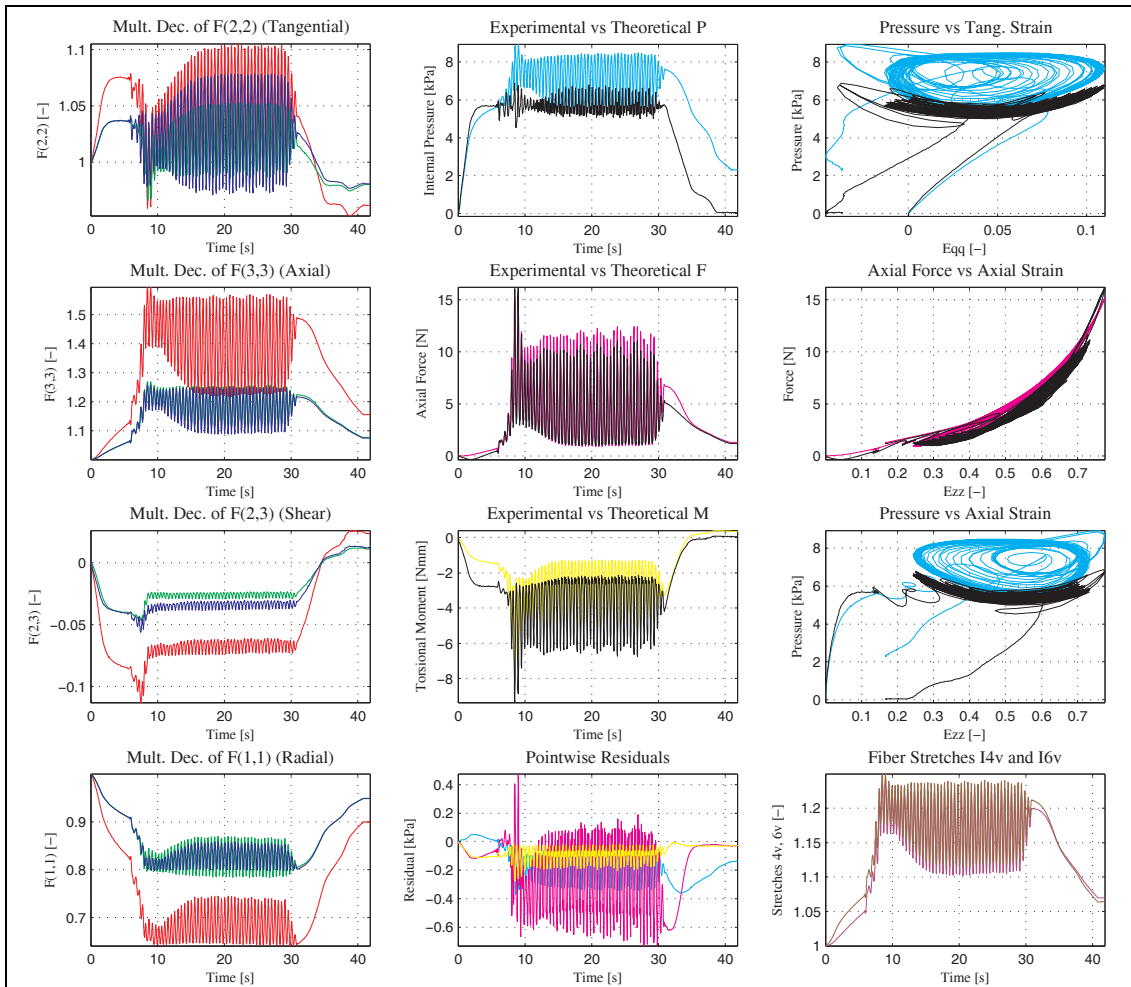 Mult. Dec. of F(2,2) (Tangential)
1.1
1.05
1
F(2,2) [−]
0 10 20 30 40
Time [s]
Experimental vs Theoretical P
8
6
4
2
0
Internal Pressure [kPa]
0 10 20 30 40
Time [s]
Pressure vs Tang. Strain
8
6
4
2
0
Pressure [kPa]
0 0.05 0.1
Eqq [−]
Mult. Dec. of F(3,3) (Axial)
1.5
1.4
1.3
1.2
1.1
F(3,3) [−]
0 10 20 30 40
Time [s]
Experimental vs Theoretical F
15
10
5
0
Axial Force [N]
0 10 20 30 40
Time [s]
Axial Force vs Axial Strain
15
10
5
0
Force [N]
0.1 0.2 0.3 0.4 0.5 0.6 0.7
Ezz [−]
Mult. Dec. of F(2,3) (Shear)
0
−0.05
−0.1
F(2,3) [−]
0 10 20 30 40
Time [s]
Experimental vs Theoretical M
0
−2
−4
−6
−8
Torsional Moment [Nmm]
0 10 20 30 40
Time [s]
Pressure vs Axial Strain
8
6
4
2
0
Pressure [kPa]
0.1 0.2 0.3 0.4 0.5 0.6 0.7
Ezz [−]
Mult. Dec. of F(1,1) (Radial)
0.9
0.8
0.7
F(1,1) [−]
0 10 20 30 40
Time [s]
Pointwise Residuals
0.4
0.2
0
−0.2
−0.4
−0.6
Residual [kPa]
0 10 20 30 40
Time [s]
Fiber Stretches I4v and I6v
1.2
1.15
1.1
1.05
1
Stretches 4v, 6v [−]
0 10 20 30 40
Time [s]